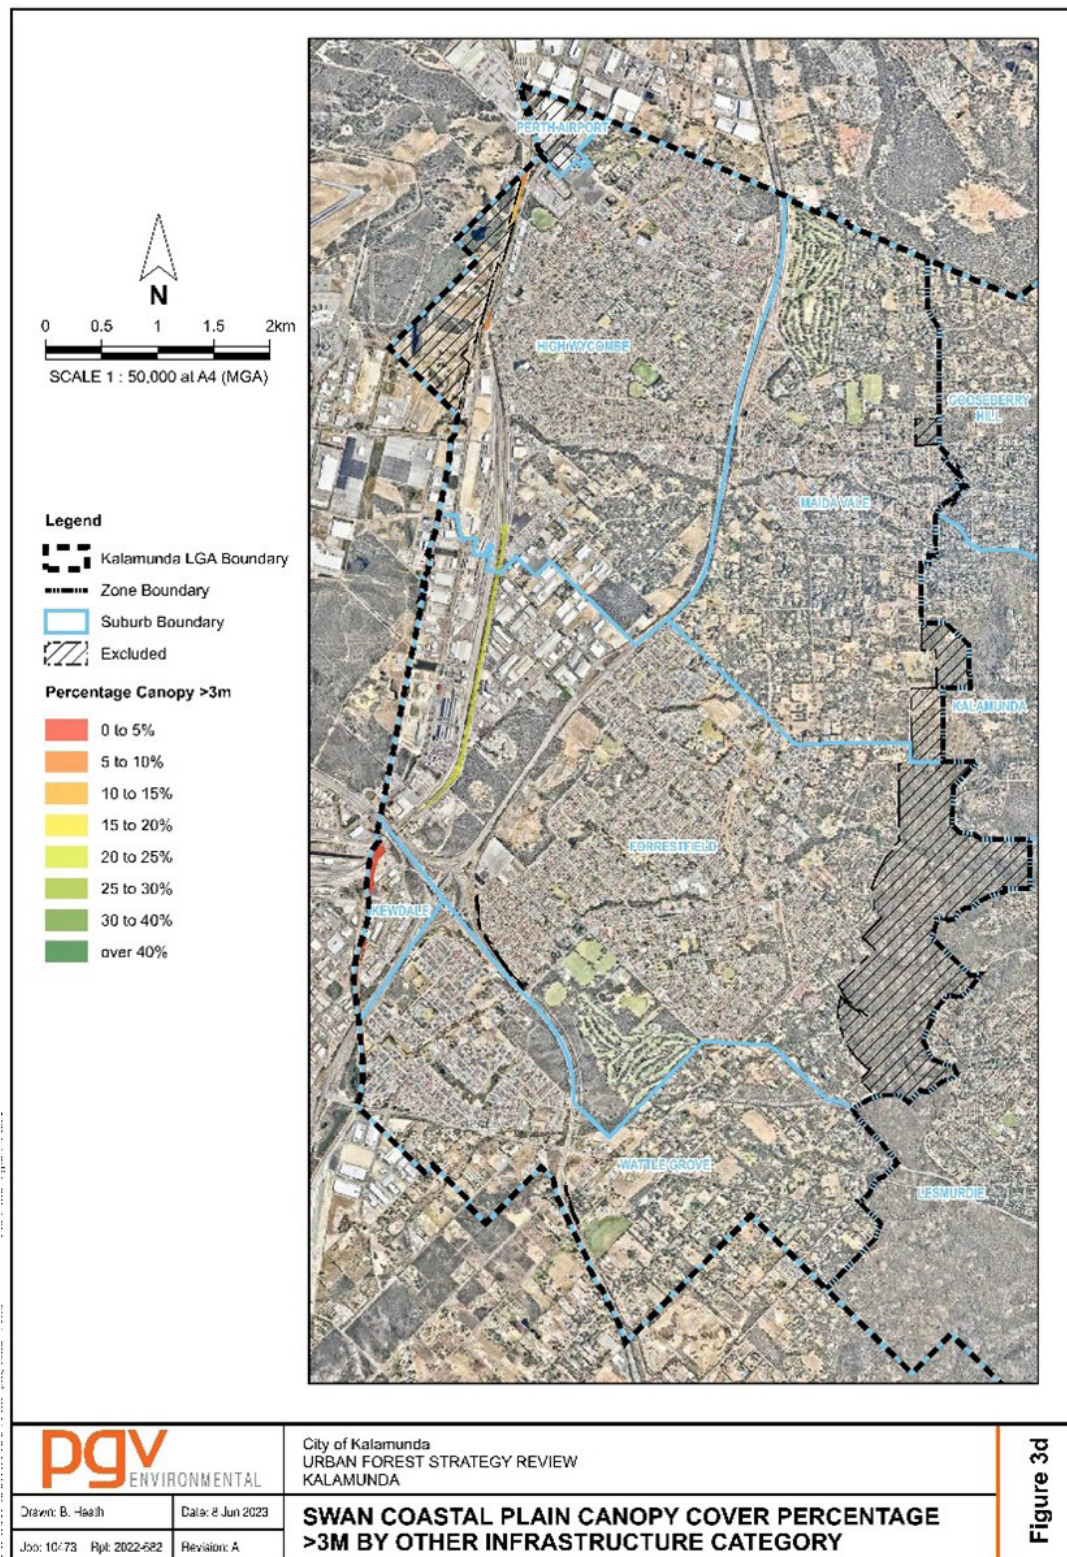 PERTH AIRPORT
HIGH WYCOMBE
GOOSEBERRY
HILL
MAIDA VALE
KALAMUNDA
FORRESTFIELD
KEWDALE
WATTLE GROVE
LESMURDIE
N
0 0.5 1 1.5 2km
SCALE 1 : 50,000 at A4 (MGA)
Legend
Kalamunda LGA Boundary
Zone Boundary
Suburb Boundary
Excluded
Percentage Canopy >3m
0 to 5%
5 to 10%
10 to 15%
15 to 20%
20 to 25%
25 to 30%
30 to 40%
over 40%
pgv
ENVIRONMENTAL
Drawn: B. Heath
Date: 8 Jun 2023
Job: 10473 Rpt: 2022-682
Revision: A
City of Kalamunda
URBAN FOREST STRATEGY REVIEW
KALAMUNDA
SWAN COASTAL PLAIN CANOPY COVER PERCENTAGE
>3M BY OTHER INFRASTRUCTURE CATEGORY
Figure 3d